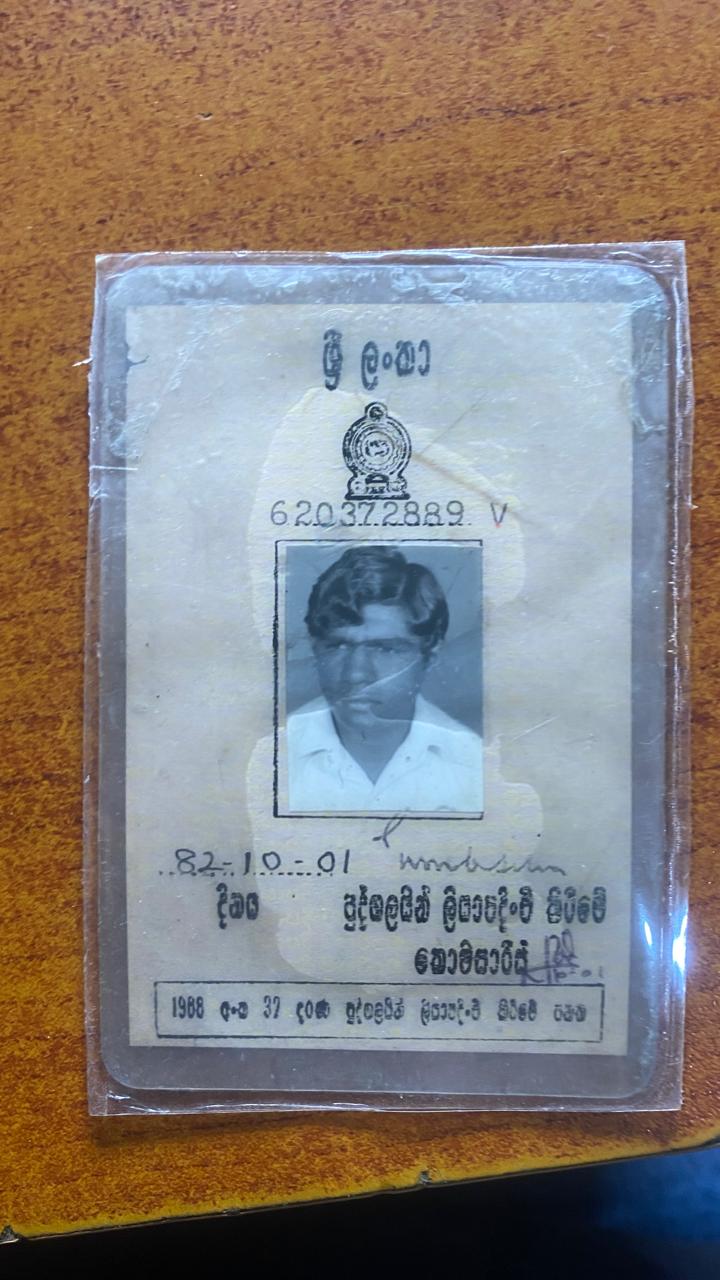 ශ්‍රී ලංකා
620372889 V
82-10-01
දිනය පුද්ගලයින් ලියාපදිංචි කිරීමේ
කොමසාරිස්
1968 අංක 32 දරණ පුද්ගලයින් ලියාපදිංචි කිරීමේ පනත